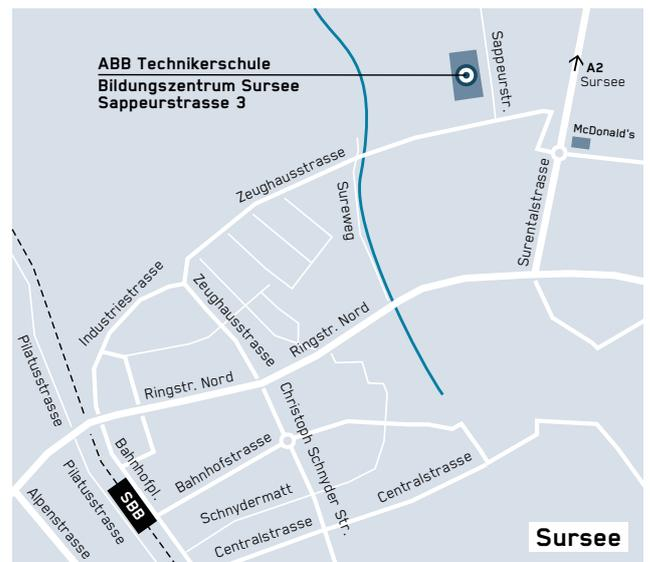 ABB Technikerschule
Bildungszentrum Sursee
Sappeurstrasse 3
Sappeurstr.
A2
Sursee
McDonald's
Zeughausstrasse
Sureweg
Surentalstrasse
Industriestrasse
Zeughausstrasse
Ringstr. Nord
Pilatusstrasse
Ringstr. Nord
Christoph Schnyder Str.
Bahnhofpl.
Bahnhofstrasse
Pilatusstrasse
SBB
Centralstrasse
Schnydermatt
Alpenstrasse
Centralstrasse
Sursee